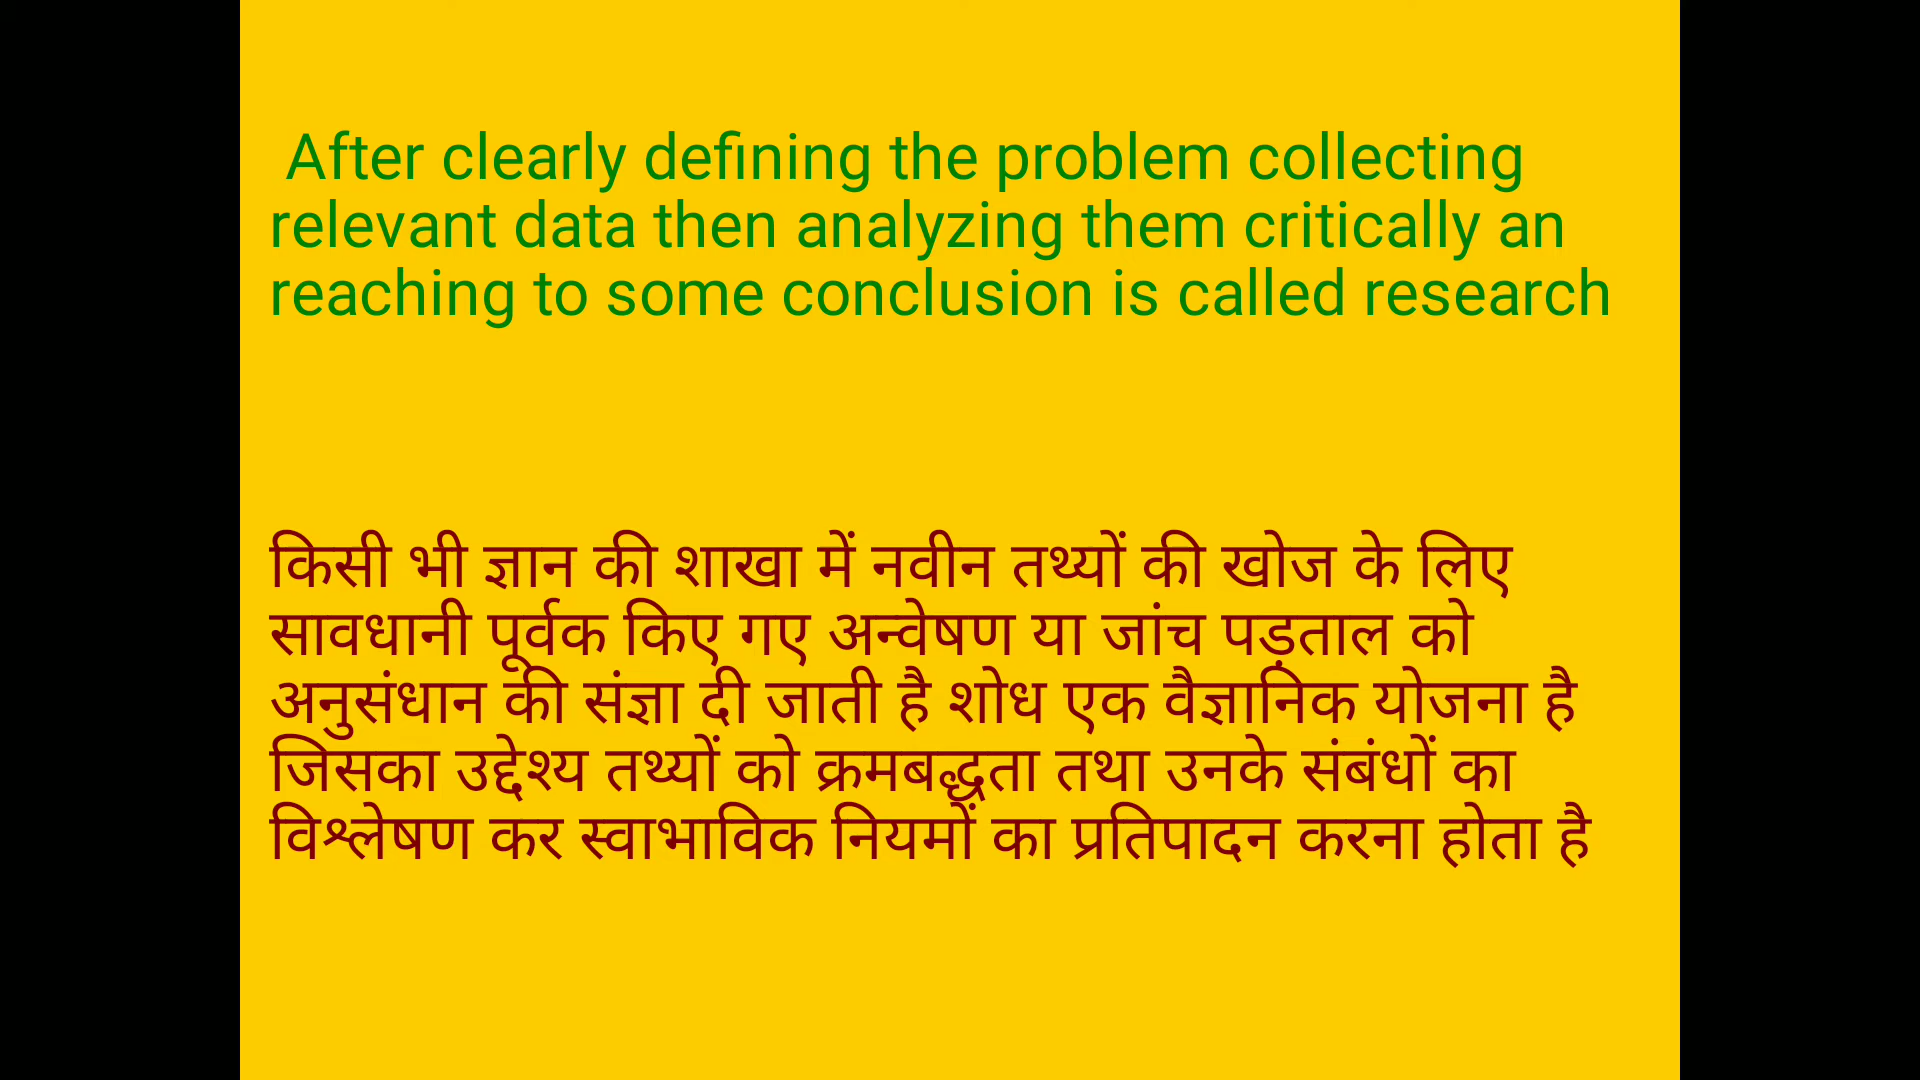 After clearly defining the problem collecting
relevant data then analyzing them critically an
reaching to some conclusion is called research
किसी भी ज्ञान की शाखा में नवीन तथ्यों की खोज के लिए
सावधानी पूर्वक किए गए अन्वेषण या जांच पड़ताल को
अनुसंधान की संज्ञा दी जाती है शोध एक वैज्ञानिक योजना है
जिसका उद्देश्य तथ्यों को क्रमबद्धता तथा उनके संबंधों का
विश्लेषण कर स्वाभाविक नियमों का प्रतिपादन करना होता है